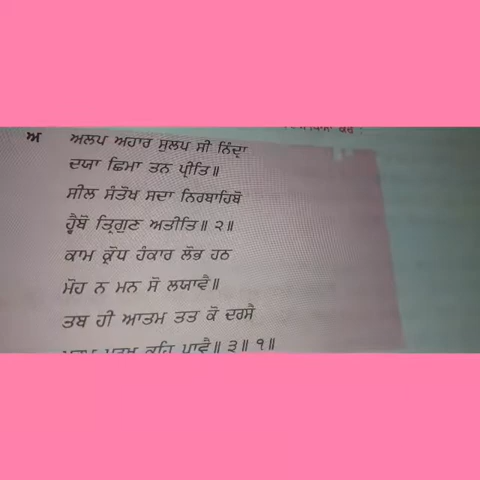 ਅ ਅਲਪ ਅਹਾਰ ਸੁਲਪ ਸੀ ਨਿੰਦ੍ਰਾ
ਦਯਾ ਛਿਮਾ ਤਨ ਪ੍ਰੀਤਿ॥
ਸੀਲ ਸੰਤੋਖ ਸਦਾ ਨਿਰਬਾਹਿਬੋ
ਹ੍ਵੈਬੋ ਤ੍ਰਿਗੁਣ ਅਤੀਤਿ॥ ੨॥
ਕਾਮ ਕ੍ਰੋਧ ਹੰਕਾਰ ਲੋਭ ਹਠ
ਮੋਹ ਨ ਮਨ ਸੋ ਲਯਾਵੈ॥
ਤਬ ਹੀ ਆਤਮ ਤਤ ਕੋ ਦਰਸੈ
ਪਾਵੈ॥ ੩॥ ੧॥